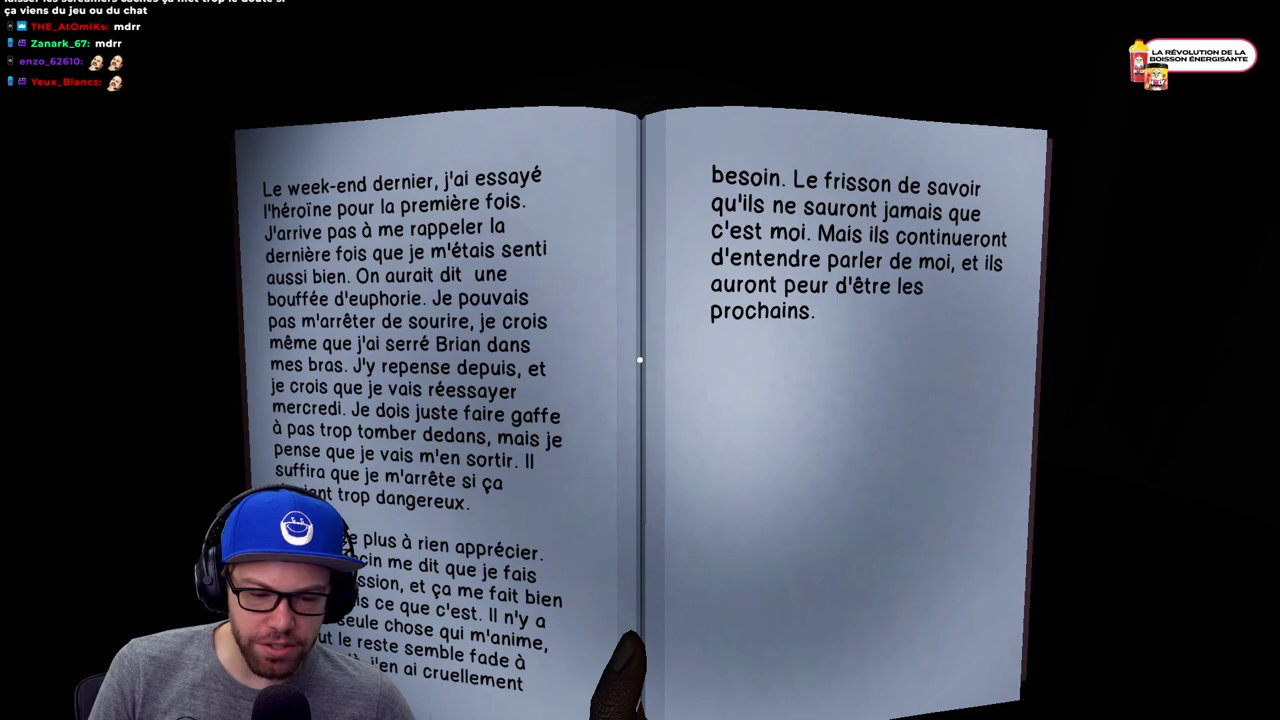 ça viens du jeu ou du chat
THE_AtOmIKs: mdrr
Zanark_67: mdrr
enzo_62610:
Yeux_Blancs:
LA RÉVOLUTION DE LA
BOISSON ÉNERGISANTE
Le week-end dernier, j'ai essayé
l'héroïne pour la première fois.
J'arrive pas à me rappeler la
dernière fois que je m'étais senti
aussi bien. On aurait dit une
bouffée d'euphorie. Je pouvais
pas m'arrêter de sourire, je crois
même que j'ai serré Brian dans
mes bras. J'y repense depuis, et
je crois que je vais réessayer
mercredi. Je dois juste faire gaffe
à pas trop tomber dedans, mais je
pense que je vais m'en sortir. Il
suffira que je m'arrête si ça
trop dangereux.
plus à rien apprécier.
me dit que je fais
et ça me fait bien
ce que c'est. Il n'y a
seule chose qui m'anime,
le reste semble fade à
j'en ai cruellement
besoin. Le frisson de savoir
qu'ils ne sauront jamais que
c'est moi. Mais ils continueront
d'entendre parler de moi, et ils
auront peur d'être les
prochains.